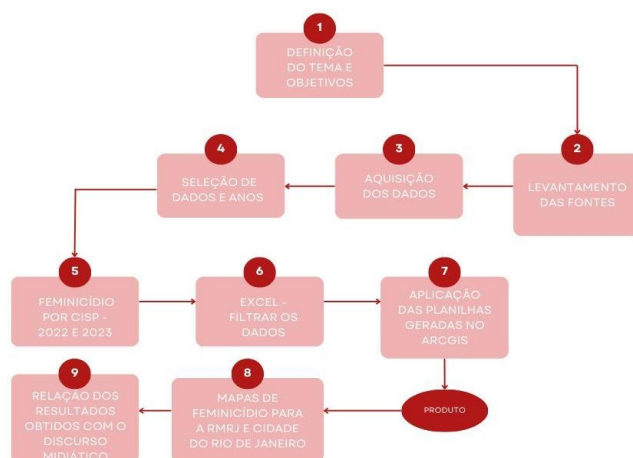 1
DEFINIÇÃO
DO TEMA E
OBJETIVOS
2
LEVANTAMENTO
DAS FONTES
3
AQUISIÇÃO
DOS DADOS
4
SELEÇÃO DE
DADOS E ANOS
5
FEMINICÍDIO
POR CISP -
2022 E 2023
6
EXCEL -
FILTRAR OS
DADOS
7
APLICAÇÃO
DAS PLANILHAS
GERADAS NO
ARCGIS
PRODUTO
8
MAPAS DE
FEMINICÍDIO PARA
A RMRJ E CIDADE
DO RIO DE JANEIRO
9
RELAÇÃO DOS
RESULTADOS
OBTIDOS COM O
DISCURSO
MIDIÁTICO